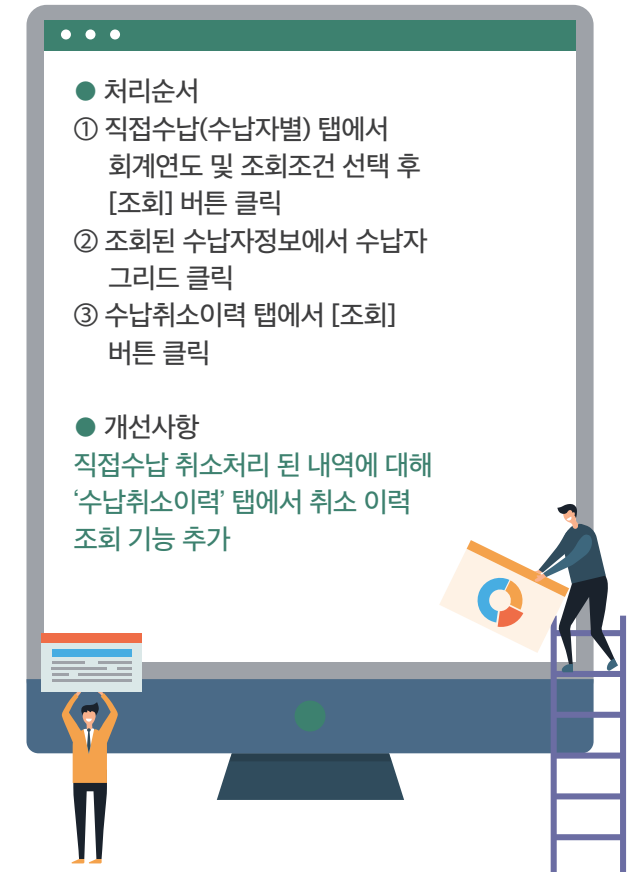 ● 처리순서
① 직접수납(수납자별) 탭에서
회계연도 및 조회조건 선택 후
[조회] 버튼 클릭
② 조회된 수납자정보에서 수납자
그리드 클릭
③ 수납취소이력 탭에서 [조회]
버튼 클릭
● 개선사항
직접수납 취소처리 된 내역에 대해
‘수납취소이력’ 탭에서 취소 이력
조회 기능 추가